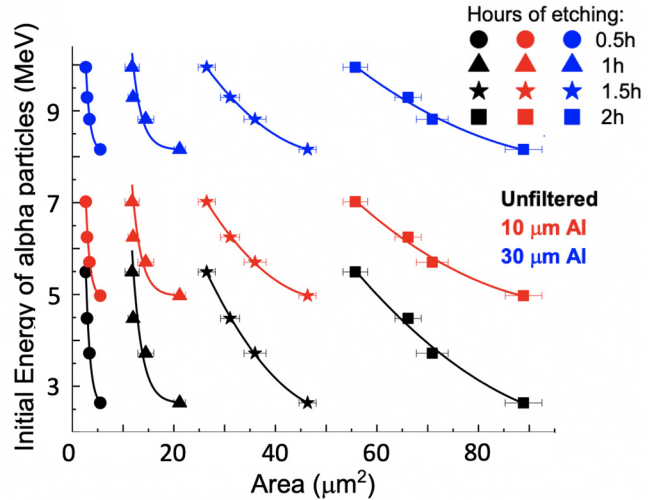 Hours of etching:
0.5h
1h
1.5h
2h
Initial Energy of alpha particles (MeV)
9
7
5
3
Unfiltered
10 μm Al
30 μm Al
0 20 40 60 80
Area (μm²)